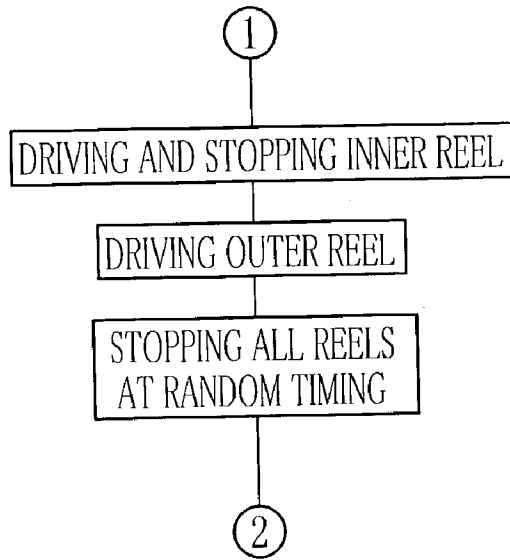 1
DRIVING AND STOPPING INNER REEL
DRIVING OUTER REEL
STOPPING ALL REELS
AT RANDOM TIMING
2